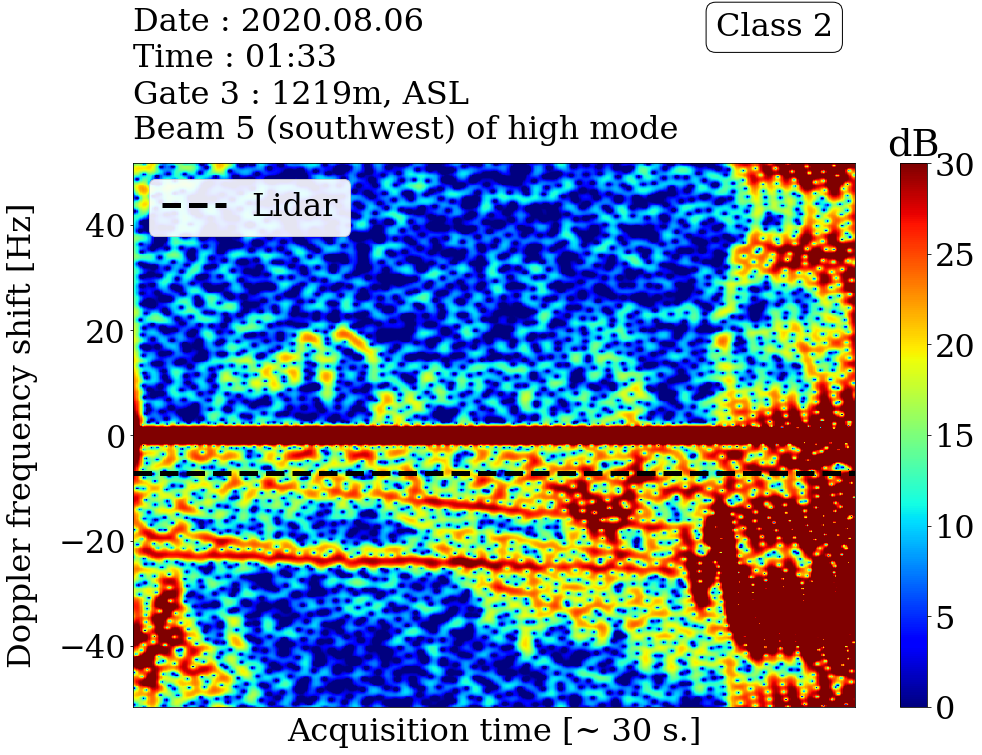 Date : 2020.08.06
Time : 01:33
Gate 3 : 1219m, ASL
Beam 5 (southwest) of high mode
Class 2
dB
Lidar
Doppler frequency shift [Hz]
40
20
0
−20
−40
Acquisition time [~ 30 s.]
30
25
20
15
10
5
0